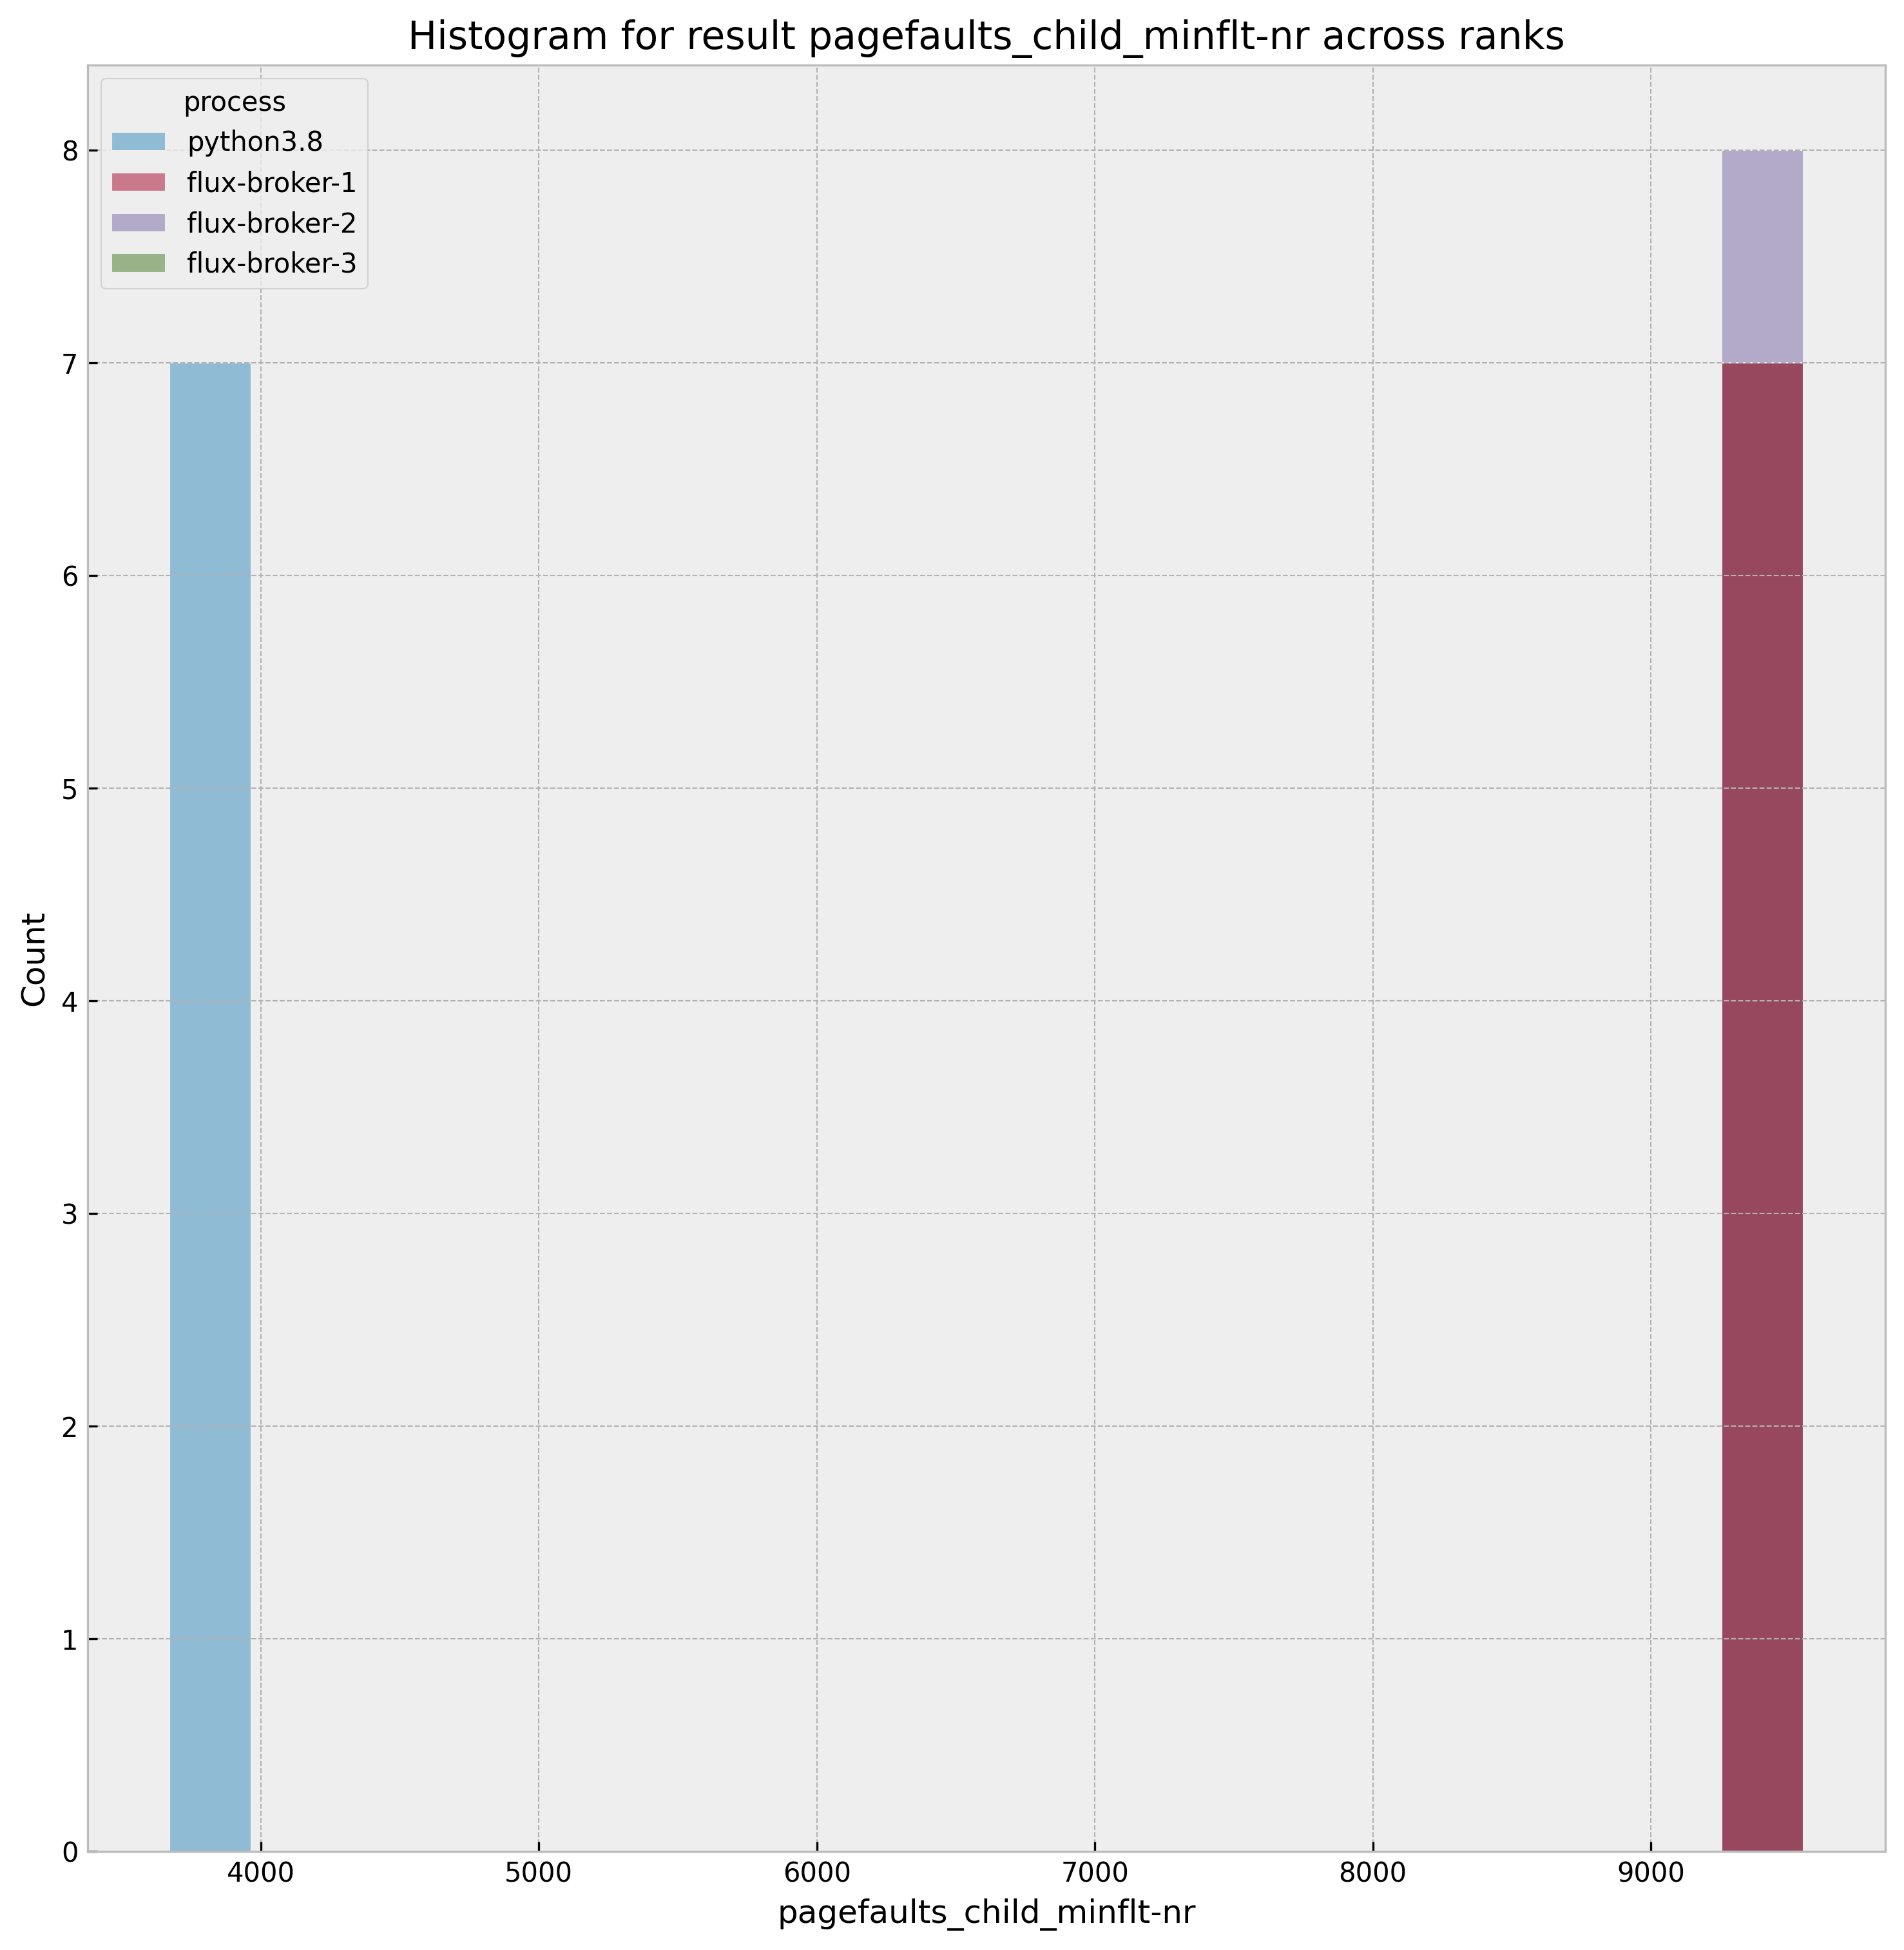 Histogram for result pagefaults_child_minflt-nr across ranks
process
python3.8
flux-broker-1
flux-broker-2
flux-broker-3
8
7
6
5
4
3
2
1
0
Count
4000 5000 6000 7000 8000 9000
pagefaults_child_minflt-nr